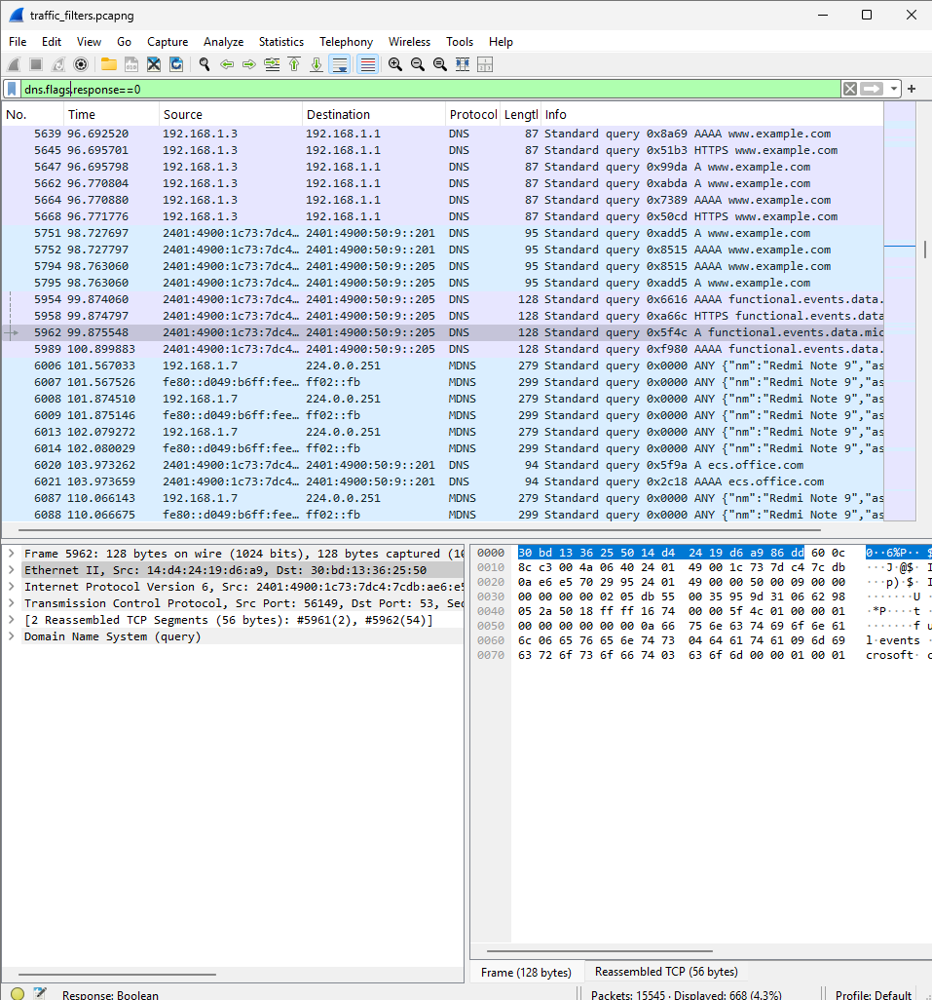 traffic_filters.pcapng
File Edit View Go Capture Analyze Statistics Telephony Wireless Tools Help
dns.flags.response==0
No. Time Source Destination Protocol Lengtl Info
5639 96.692520 192.168.1.3 192.168.1.1 DNS 87 Standard query 0x8a69 AAAA www.example.com
5645 96.695701 192.168.1.3 192.168.1.1 DNS 87 Standard query 0x51b3 HTTPS www.example.com
5647 96.695798 192.168.1.3 192.168.1.1 DNS 87 Standard query 0x99da A www.example.com
5662 96.770804 192.168.1.3 192.168.1.1 DNS 87 Standard query 0xabda A www.example.com
5664 96.770880 192.168.1.3 192.168.1.1 DNS 87 Standard query 0x7389 AAAA www.example.com
5668 96.771776 192.168.1.3 192.168.1.1 DNS 87 Standard query 0x50cd HTTPS www.example.com
5751 98.727697 2401:4900:1c73:7dc4… 2401:4900:50:9::201 DNS 95 Standard query 0xadd5 A www.example.com
5752 98.727797 2401:4900:1c73:7dc4… 2401:4900:50:9::201 DNS 95 Standard query 0x8515 AAAA www.example.com
5794 98.763060 2401:4900:1c73:7dc4… 2401:4900:50:9::205 DNS 95 Standard query 0x8515 AAAA www.example.com
5795 98.763060 2401:4900:1c73:7dc4… 2401:4900:50:9::205 DNS 95 Standard query 0xadd5 A www.example.com
5954 99.874060 2401:4900:1c73:7dc4… 2401:4900:50:9::205 DNS 128 Standard query 0x6616 AAAA functional.events.data.
5958 99.874797 2401:4900:1c73:7dc4… 2401:4900:50:9::205 DNS 128 Standard query 0xa66c HTTPS functional.events.data
5962 99.875548 2401:4900:1c73:7dc4… 2401:4900:50:9::205 DNS 128 Standard query 0x5f4c A functional.events.data.mic
5989 100.899883 2401:4900:1c73:7dc4… 2401:4900:50:9::205 DNS 128 Standard query 0xf980 AAAA functional.events.data.
6006 101.567033 192.168.1.7 224.0.0.251 MDNS 279 Standard query 0x0000 ANY {"nm":"Redmi Note 9","as
6007 101.567526 fe80::d049:b6ff:fee… ff02::fb MDNS 299 Standard query 0x0000 ANY {"nm":"Redmi Note 9","as
6008 101.874510 192.168.1.7 224.0.0.251 MDNS 279 Standard query 0x0000 ANY {"nm":"Redmi Note 9","as
6009 101.875146 fe80::d049:b6ff:fee… ff02::fb MDNS 299 Standard query 0x0000 ANY {"nm":"Redmi Note 9","as
6013 102.079272 192.168.1.7 224.0.0.251 MDNS 279 Standard query 0x0000 ANY {"nm":"Redmi Note 9","as
6014 102.080029 fe80::d049:b6ff:fee… ff02::fb MDNS 299 Standard query 0x0000 ANY {"nm":"Redmi Note 9","as
6020 103.973262 2401:4900:1c73:7dc4… 2401:4900:50:9::201 DNS 94 Standard query 0x5f9a A ecs.office.com
6021 103.973659 2401:4900:1c73:7dc4… 2401:4900:50:9::201 DNS 94 Standard query 0x2c18 AAAA ecs.office.com
6087 110.066143 192.168.1.7 224.0.0.251 MDNS 279 Standard query 0x0000 ANY {"nm":"Redmi Note 9","as
6088 110.066675 fe80::d049:b6ff:fee… ff02::fb MDNS 299 Standard query 0x0000 ANY {"nm":"Redmi Note 9","as
Frame 5962: 128 bytes on wire (1024 bits), 128 bytes captured (10
Ethernet II, Src: 14:d4:24:19:d6:a9, Dst: 30:bd:13:36:25:50
Internet Protocol Version 6, Src: 2401:4900:1c73:7dc4:7cdb:ae6:e5
Transmission Control Protocol, Src Port: 56149, Dst Port: 53, Sec
[2 Reassembled TCP Segments (56 bytes): #5961(2), #5962(54)]
Domain Name System (query)
0000 30 bd 13 36 25 50 14 d4 24 19 d6 a9 86 dd 60 0c 0··6%P·· $
0010 8c c3 00 4a 06 40 24 01 49 00 1c 73 7d c4 7c db ···J·@$· I
0020 0a e6 e5 70 29 95 24 01 49 00 00 50 00 09 00 00 ···p)·$· I
0030 00 00 00 00 02 05 db 55 00 35 95 9d 31 06 62 98 ·······U ·
0040 05 2a 50 18 ff ff 16 74 00 00 5f 4c 01 00 00 01 ·*P····t ·
0050 00 00 00 00 00 00 0a 66 75 6e 63 74 69 6f 6e 61 ·······f u
0060 6c 06 65 76 65 6e 74 73 04 64 61 74 61 09 6d 69 l·events ·
0070 63 72 6f 73 6f 66 74 03 63 6f 6d 00 00 01 00 01 crosoft· c
Frame (128 bytes) Reassembled TCP (56 bytes)
Response: Boolean Packets: 15545 · Displayed: 668 (4.3%) Profile: Default